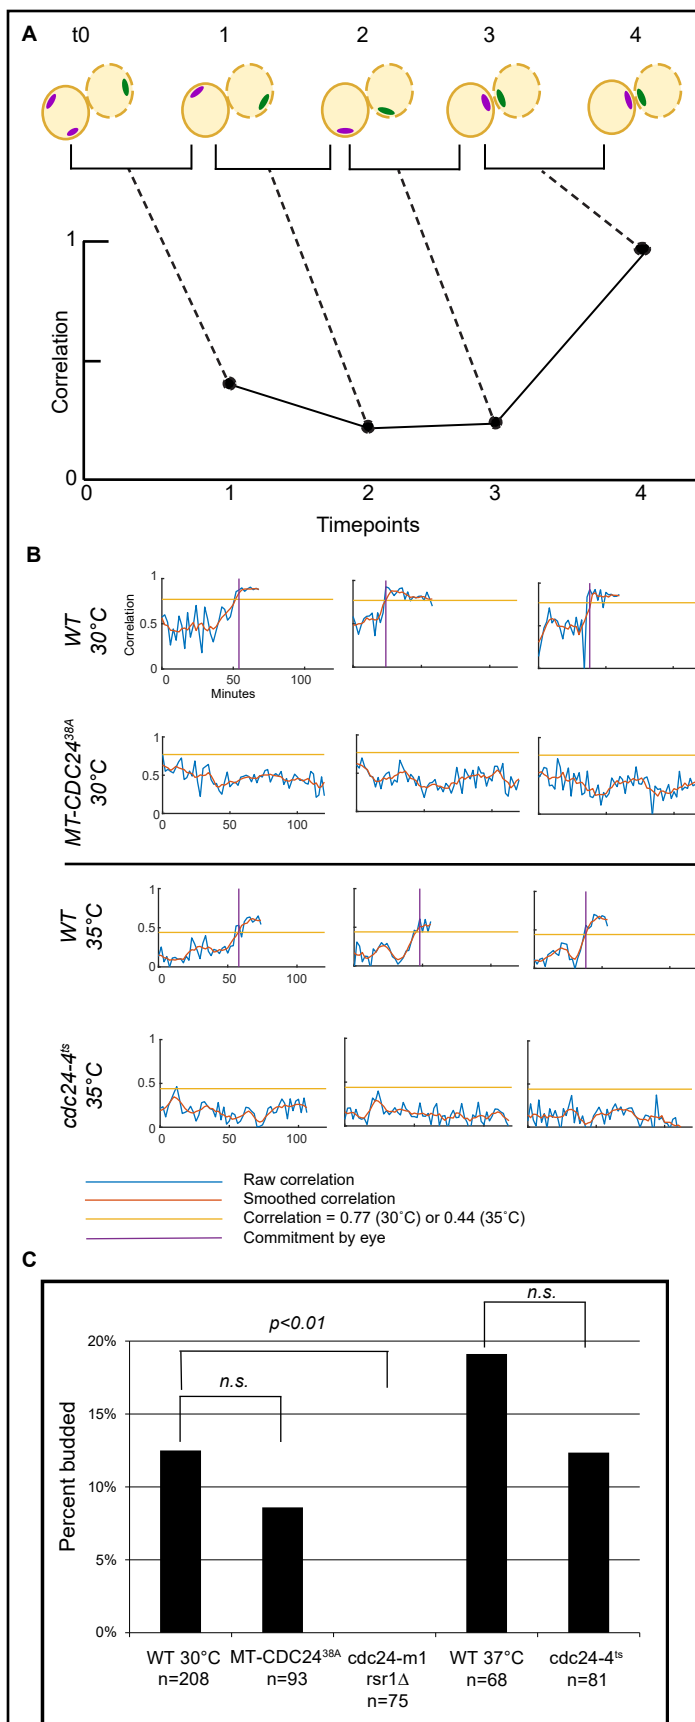 A
t0 1 2 3 4
1
Correlation
0
0 1 2 3 4
Timepoints
B
WT
30°C
1
0.5
0
Correlation
0 50 100
Minutes
MT-CDC24³⁸ᴬ
30°C
1
0.5
0
0 50 100
WT
35°C
1
0.5
0
0 50 100
cdc24-4ᵗˢ
35°C
1
0.5
0
0 50 100
Raw correlation
Smoothed correlation
Correlation = 0.77 (30˚C) or 0.44 (35˚C)
Commitment by eye
C
n.s.
20%
p<0.01
n.s.
15%
10%
5%
0%
Percent budded
WT 30°C MT-CDC24³⁸ᴬ cdc24-m1 WT 37°C cdc24-4ᵗˢ
n=208 n=93 rsr1Δ n=68 n=81
n=75